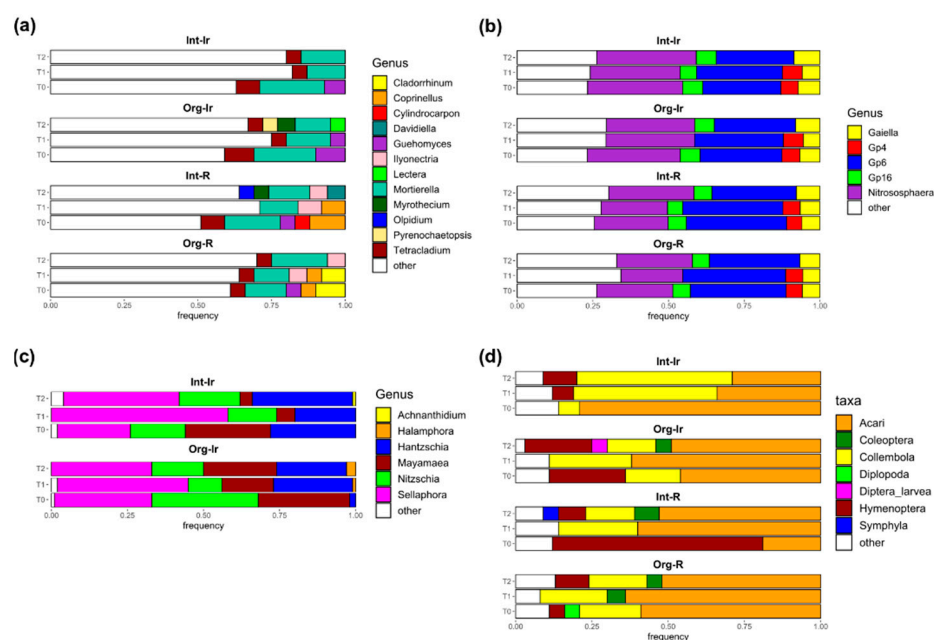 (a)
Int-Ir
T2
T1
T0
Org-Ir
T2
T1
T0
Int-R
T2
T1
T0
Org-R
T2
T1
T0
0.00 0.25 0.50 0.75 1.00
frequency
Genus
Cladorrhinum
Coprinellus
Cylindrocarpon
Davidiella
Guehomyces
Ilyonectria
Lectera
Mortierella
Myrothecium
Olpidium
Pyrenochaetopsis
Tetracladium
other
(b)
Int-Ir
T2
T1
T0
Org-Ir
T2
T1
T0
Int-R
T2
T1
T0
Org-R
T2
T1
T0
0.00 0.25 0.50 0.75 1.00
frequency
Genus
Gaiella
Gp4
Gp6
Gp16
Nitrososphaera
other
(c)
Int-Ir
T2
T1
T0
Org-Ir
T2
T1
T0
0.00 0.25 0.50 0.75 1.00
frequency
Genus
Achnanthidium
Halamphora
Hantzschia
Mayamaea
Nitzschia
Sellaphora
other
(d)
Int-Ir
T2
T1
T0
Org-Ir
T2
T1
T0
Int-R
T2
T1
T0
Org-R
T2
T1
T0
0.00 0.25 0.50 0.75 1.00
frequency
taxa
Acari
Coleoptera
Collembola
Diplopoda
Diptera_larvea
Hymenoptera
Symphyla
other